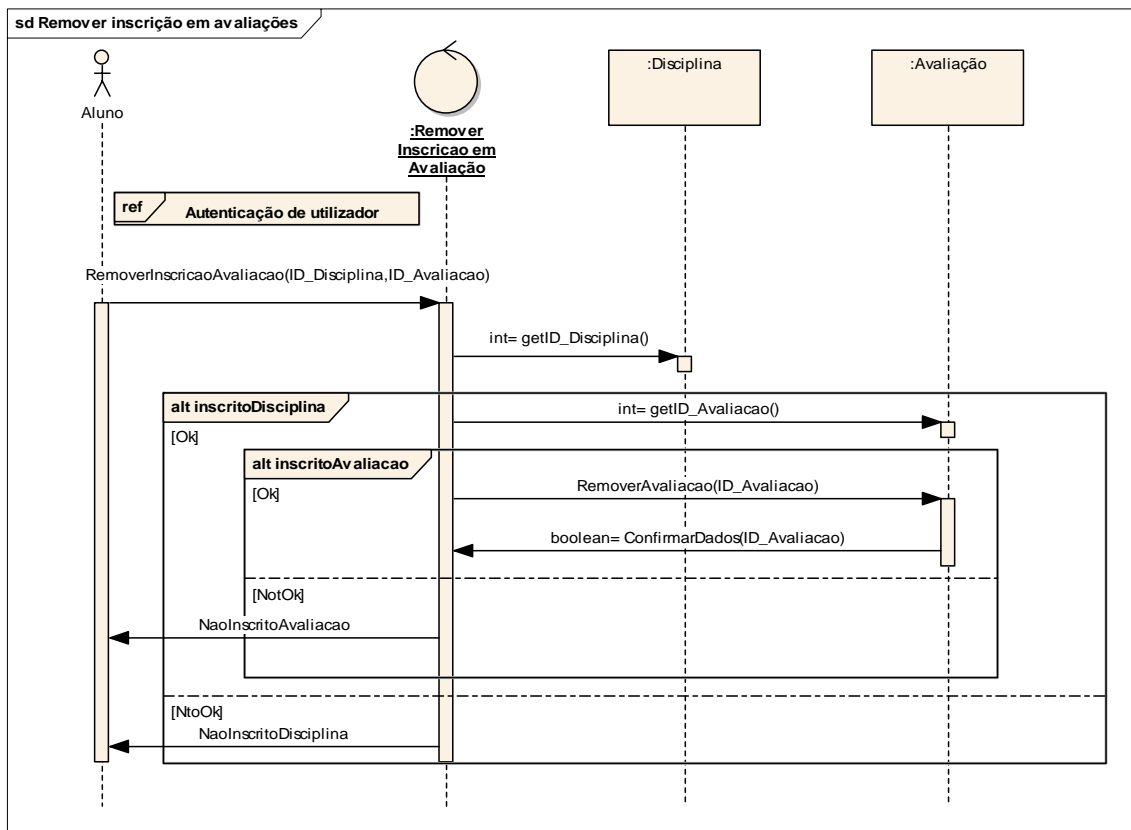 sd Remover inscrição em avaliações
:Disciplina
:Avaliação
Aluno
:Remover
Inscricao em
Avaliação
ref
Autenticação de utilizador
RemoverInscricaoAvaliacao(ID_Disciplina,ID_Avaliacao)
int= getID_Disciplina()
alt inscritoDisciplina
int= getID_Avaliacao()
[Ok]
alt inscritoAvaliacao
[Ok]
RemoverAvaliacao(ID_Avaliacao)
boolean= ConfirmarDados(ID_Avaliacao)
[NotOk]
NaoInscritoAvaliacao
[NtoOk]
NaoInscritoDisciplina